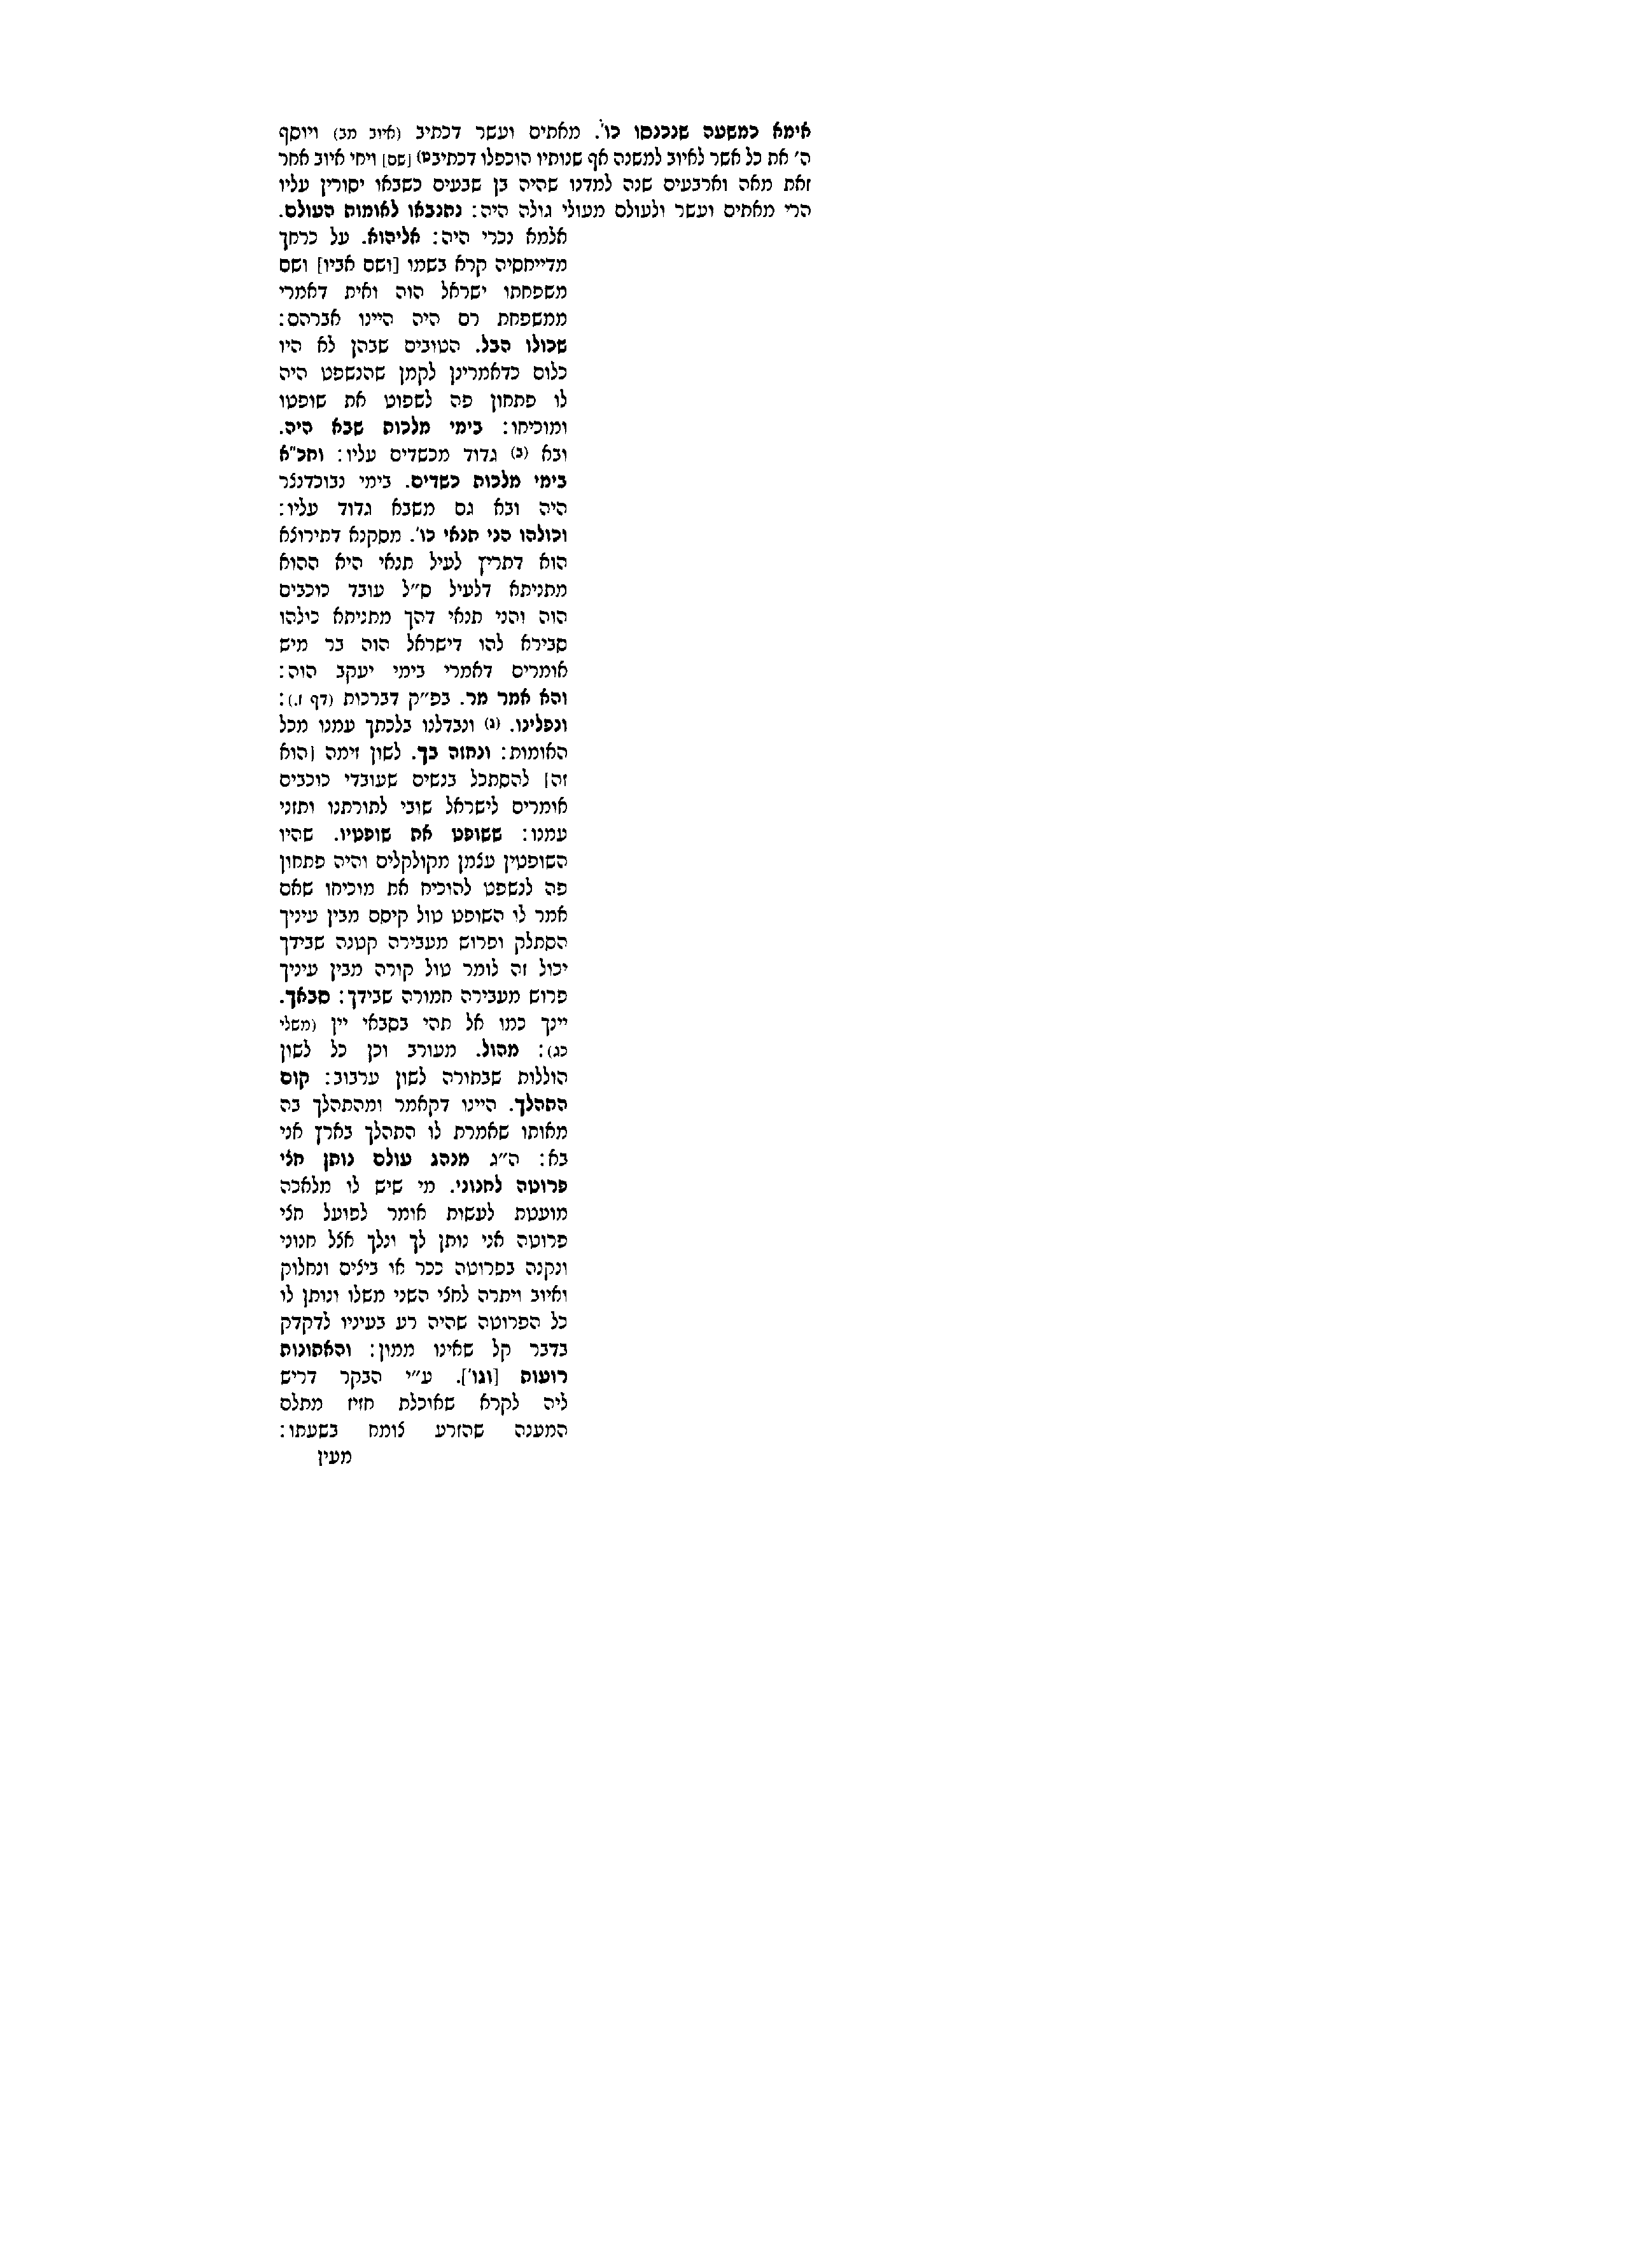 אימא כמשעה שנכנסו כו'. מאתים ועשר דכתיב (איוב מב) ויוסף
ה' את כל אשר לאיוב למשנה אף שנותיו הוכפלו דכתיב [שם] ויחי איוב אחר
זאת מאה וארבעים שנה למדנו שהיה בן שבעים כשבאו יסורין עליו
הרי מאתים ועשר ולעולם מעולי גולה היה: נתנבאו לאומות העולם.
אלמא נכרי היה: אליהוא. על כרחך
מדייחסיה קרא בשמו [ושם אביו] ושם
משפחתו ישראל הוה ואית דאמרי
ממשפחת רם היה היינו אברהם:
שכולו הבל. הטובים שבהן לא היו
כלום כדאמרינן לקמן שהנשפט היה
לו פתחון פה לשפוט את שופטו
ומוכיחו: בימי מלכות שבא היה.
ובא (ב) גדוד מכשדים עליו: וחכ"א
בימי מלכות כשדים. בימי נבוכדנצר
היה ובא גם משבא גדוד עליו:
וכולהו הני תנאי כו'. מסקנא דתירוצא
הוא דתריץ לעיל תנאי היא ההוא
מתניתא דלעיל ס"ל עובד כוכבים
הוה והני תנאי דהך מתניתא כולהו
סבירא להו דישראל הוה בר מיש
אומרים דאמרי בימי יעקב הוה:
והא אמר מר. בפ"ק דברכות (דף ז.):
ונפלינו. (ג) ונבדלנו בלכתך עמנו מכל
האומות: ונחזה בך. לשון זימה [הוא
זה] להסתכל בנשים שעובדי כוכבים
אומרים לישראל שובי לתורתנו ותזני
עמנו: ששופט את שופטיו. שהיו
השופטין עצמן מקולקלים והיה פתחון
פה לנשפט להוכיח את מוכיחו שאם
אמר לו השופט טול קיסם מבין עיניך
הסתלק ופרוש מעבירה קטנה שבידך
יכול זה לומר טול קורה מבין עיניך
פרוש מעבירה חמורה שבידך: סבאך.
יינך כמו אל תהי בסבאי יין (משלי
כג): מהול. מעורב וכן כל לשון
הוללות שבתורה לשון ערבוב: קום
התהלך. היינו דקאמר ומהתהלך בה
מאותו שאמרת לו התהלך בארץ אני
בא: ה"ג מנהג עולם נותן חצי
פרוטה לחנוני. מי שיש לו מלאכה
מועטת לעשות אומר לפועל חצי
פרוטה אני נותן לך ונלך אצל חנוני
ונקנה בפרוטה ככר או ביצים ונחלוק
ואיוב ויתרה לחצי השני משלו ונותן לו
כל הפרוטה שהיה רע בעיניו לדקדק
בדבר קל שאינו ממון: והאתונות
רועות [וגו']. ע"י הבקר דריש
ליה לקרא שאוכלת חזיז מתלם
המענה שהזרע צומח בשעתו:
מעין